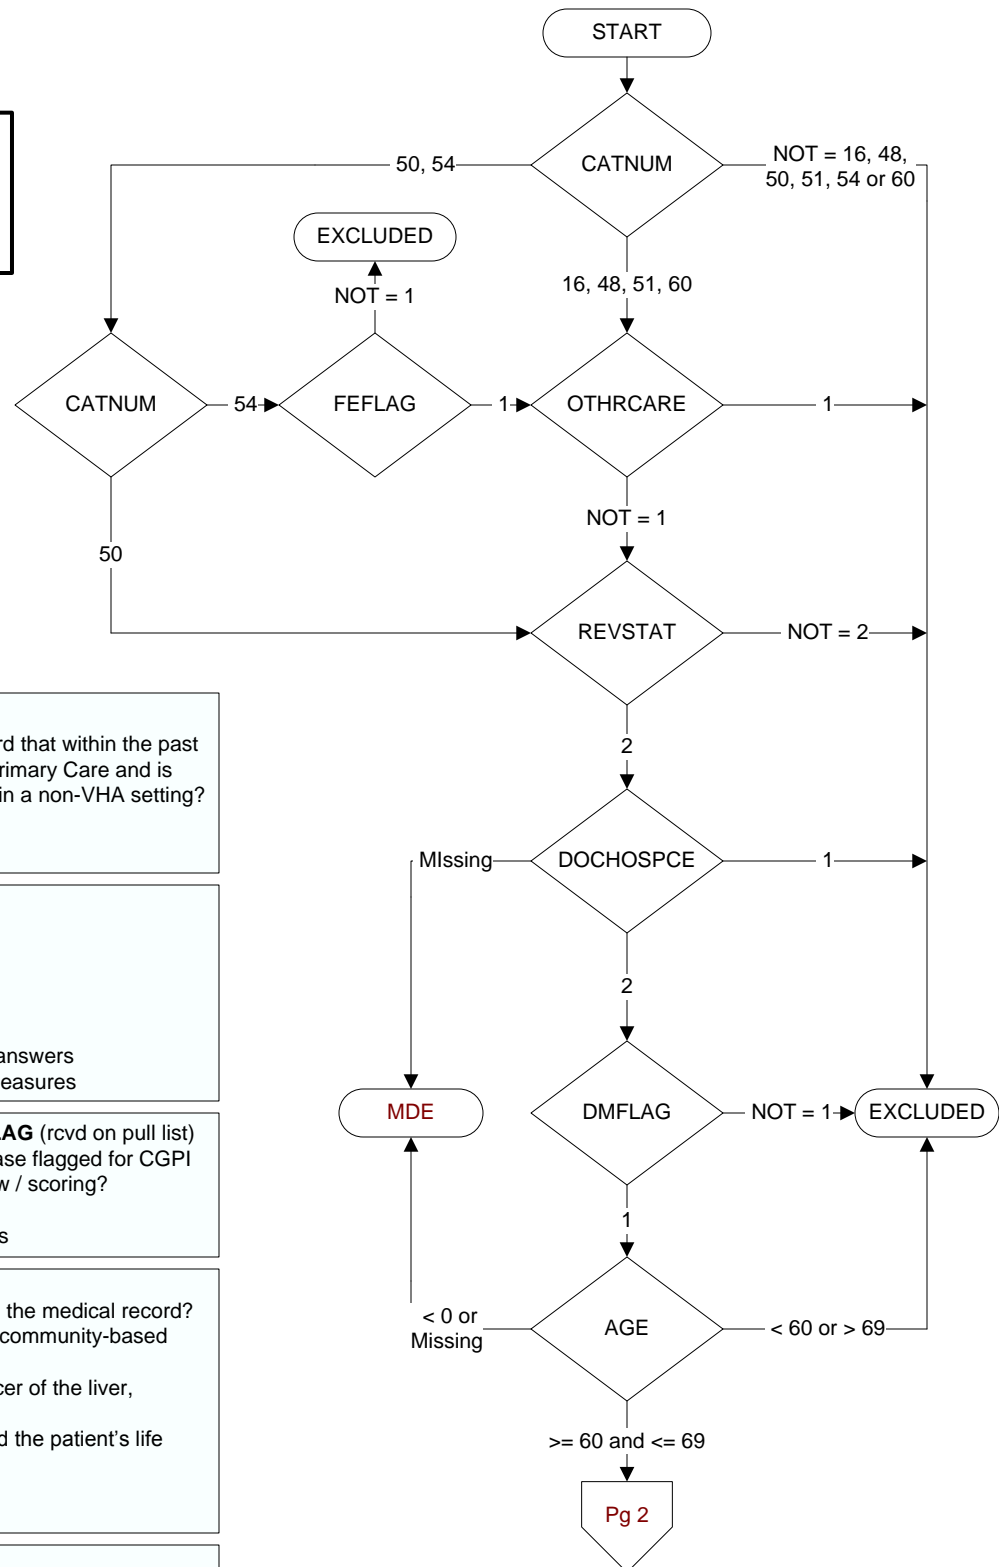 START
CATNUM
50, 54
NOT = 16, 48,
50, 51, 54 or 60
EXCLUDED
NOT = 1
16, 48, 51, 60
CATNUM
54
FEFLAG
1
OTHRCARE
1
NOT = 1
50
REVSTAT
NOT = 2
2
rd that within the past
rimary Care and is
in a non-VHA setting?
MIssing
DOCHOSPCE
1
2
answers
easures
MDE
DMFLAG
NOT = 1
EXCLUDED
LAG (rcvd on pull list)
ase flagged for CGPI
w / scoring?
s
1
the medical record?
community-based
cer of the liver,
d the patient's life
< 0 or
Missing
AGE
< 60 or > 69
>= 60 and <= 69
Pg 2